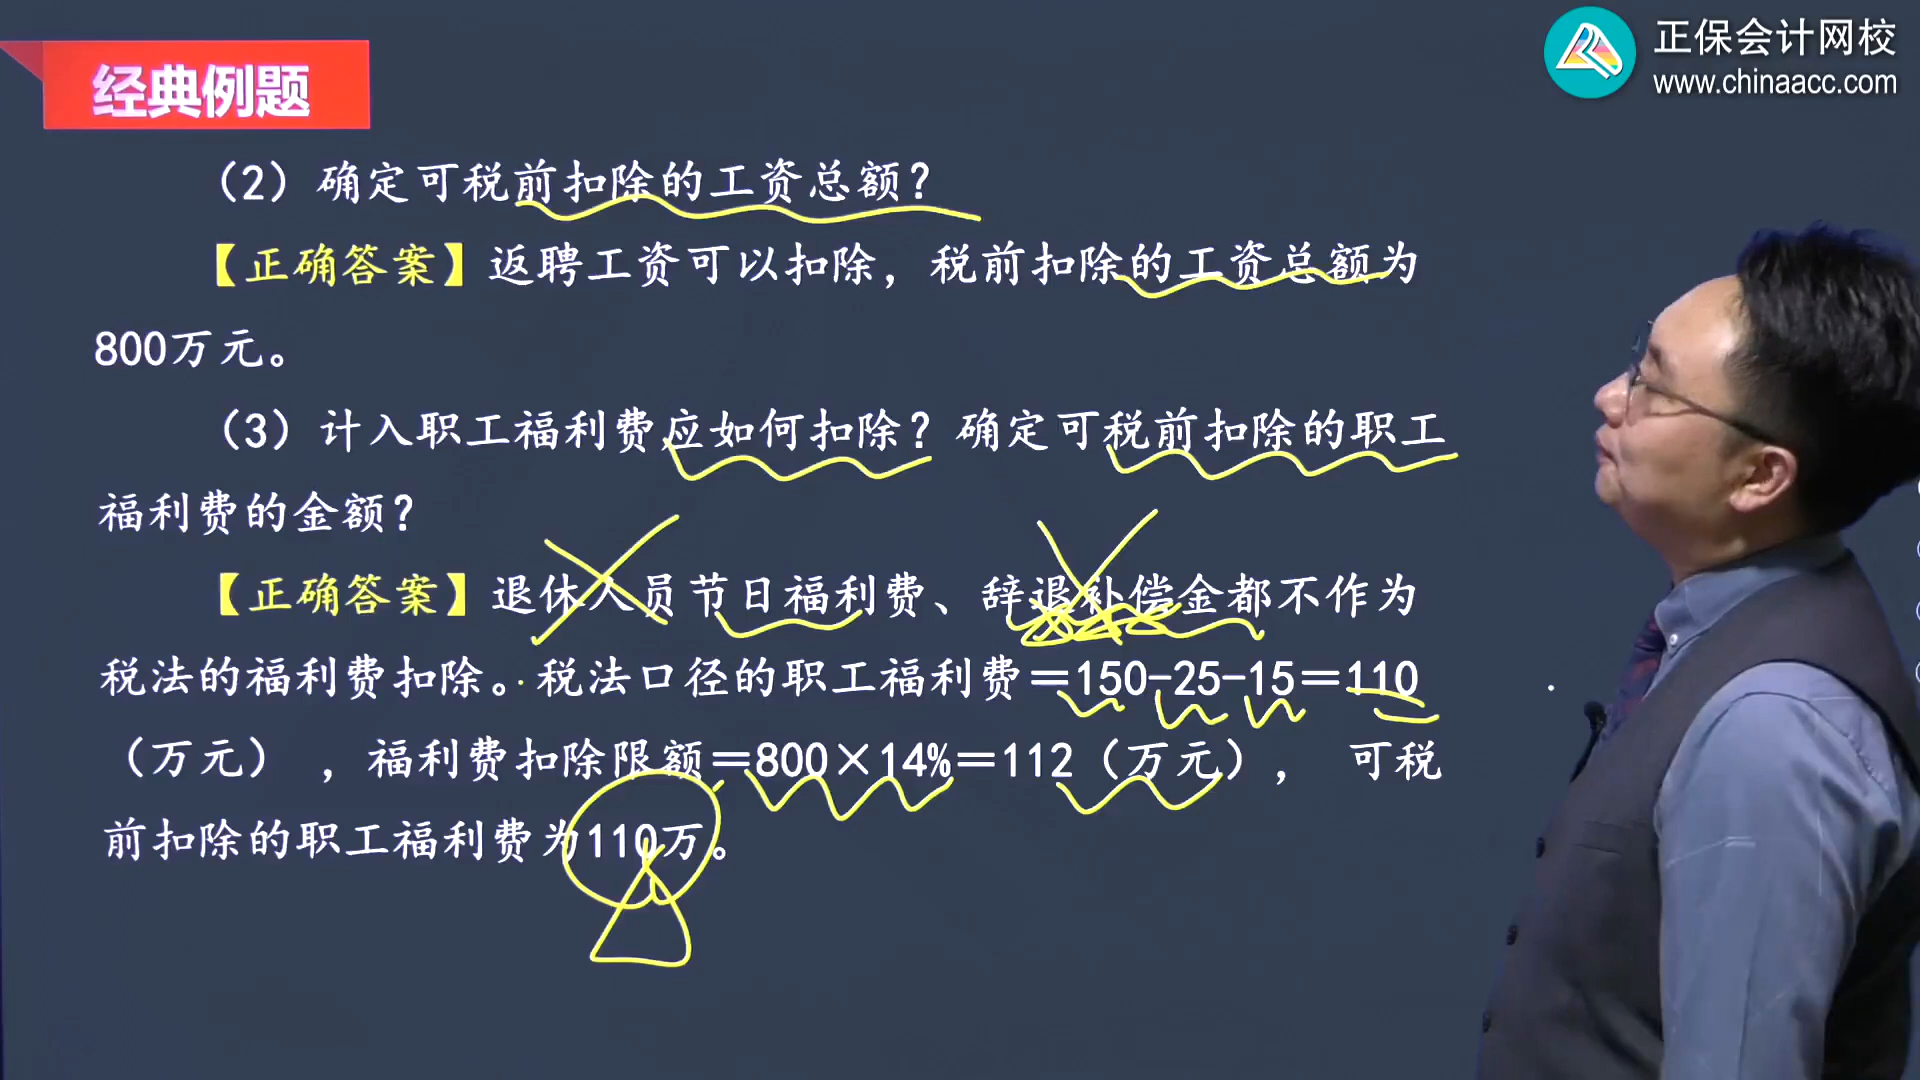 正保会计网校
www.chinaacc.com
经典例题
（2）确定可税前扣除的工资总额？
【正确答案】返聘工资可以扣除，税前扣除的工资总额为
800万元。
（3）计入职工福利费应如何扣除？确定可税前扣除的职工
福利费的金额？
【正确答案】退休人员节日福利费、辞退补偿金都不作为
税法的福利费扣除。税法口径的职工福利费＝150-25-15＝110
（万元），福利费扣除限额＝800×14%＝112（万元），可税
前扣除的职工福利费为110万。